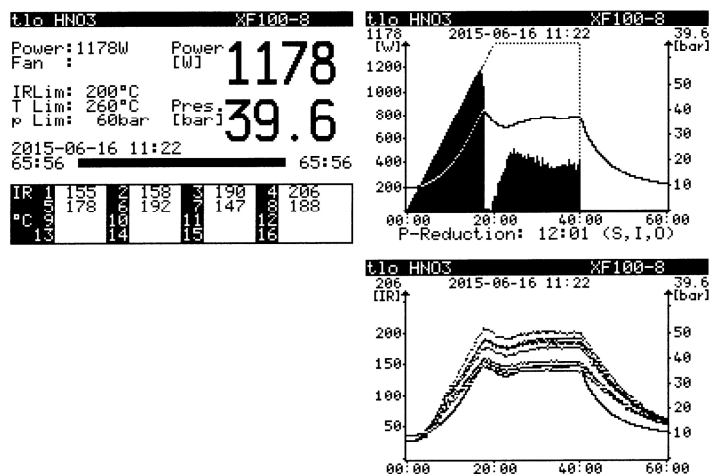 tlo HNO3 XF100-8
Power:1178W Power 1178
Fan : [W]
IRLim: 200°C
T Lim: 260°C Pres. 39.6
p Lim: 60bar [bar]
2015-06-16 11:22
65:56 65:56
IR 1 155 2 158 3 190 4 206
5 178 6 192 7 147 8 188
°C 9 10 11 12
13 14 15 16
tlo HNO3 XF100-8
1178 2015-06-16 11:22 39.6
[W] [bar]
1200
1000 50
800 40
600 30
400 20
200 10
00:00 20:00 40:00 60:00
P-Reduction: 12:01 (S,I,O)
tlo HNO3 XF100-8
206 2015-06-16 11:22 39.6
[IR] [bar]
200 50
150 40
100 30
50 20
10
00:00 20:00 40:00 60:00